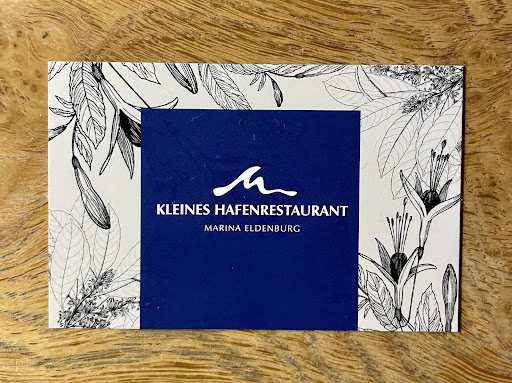 KLEINES HAFENRESTAURANT
MARINA ELDENBURG